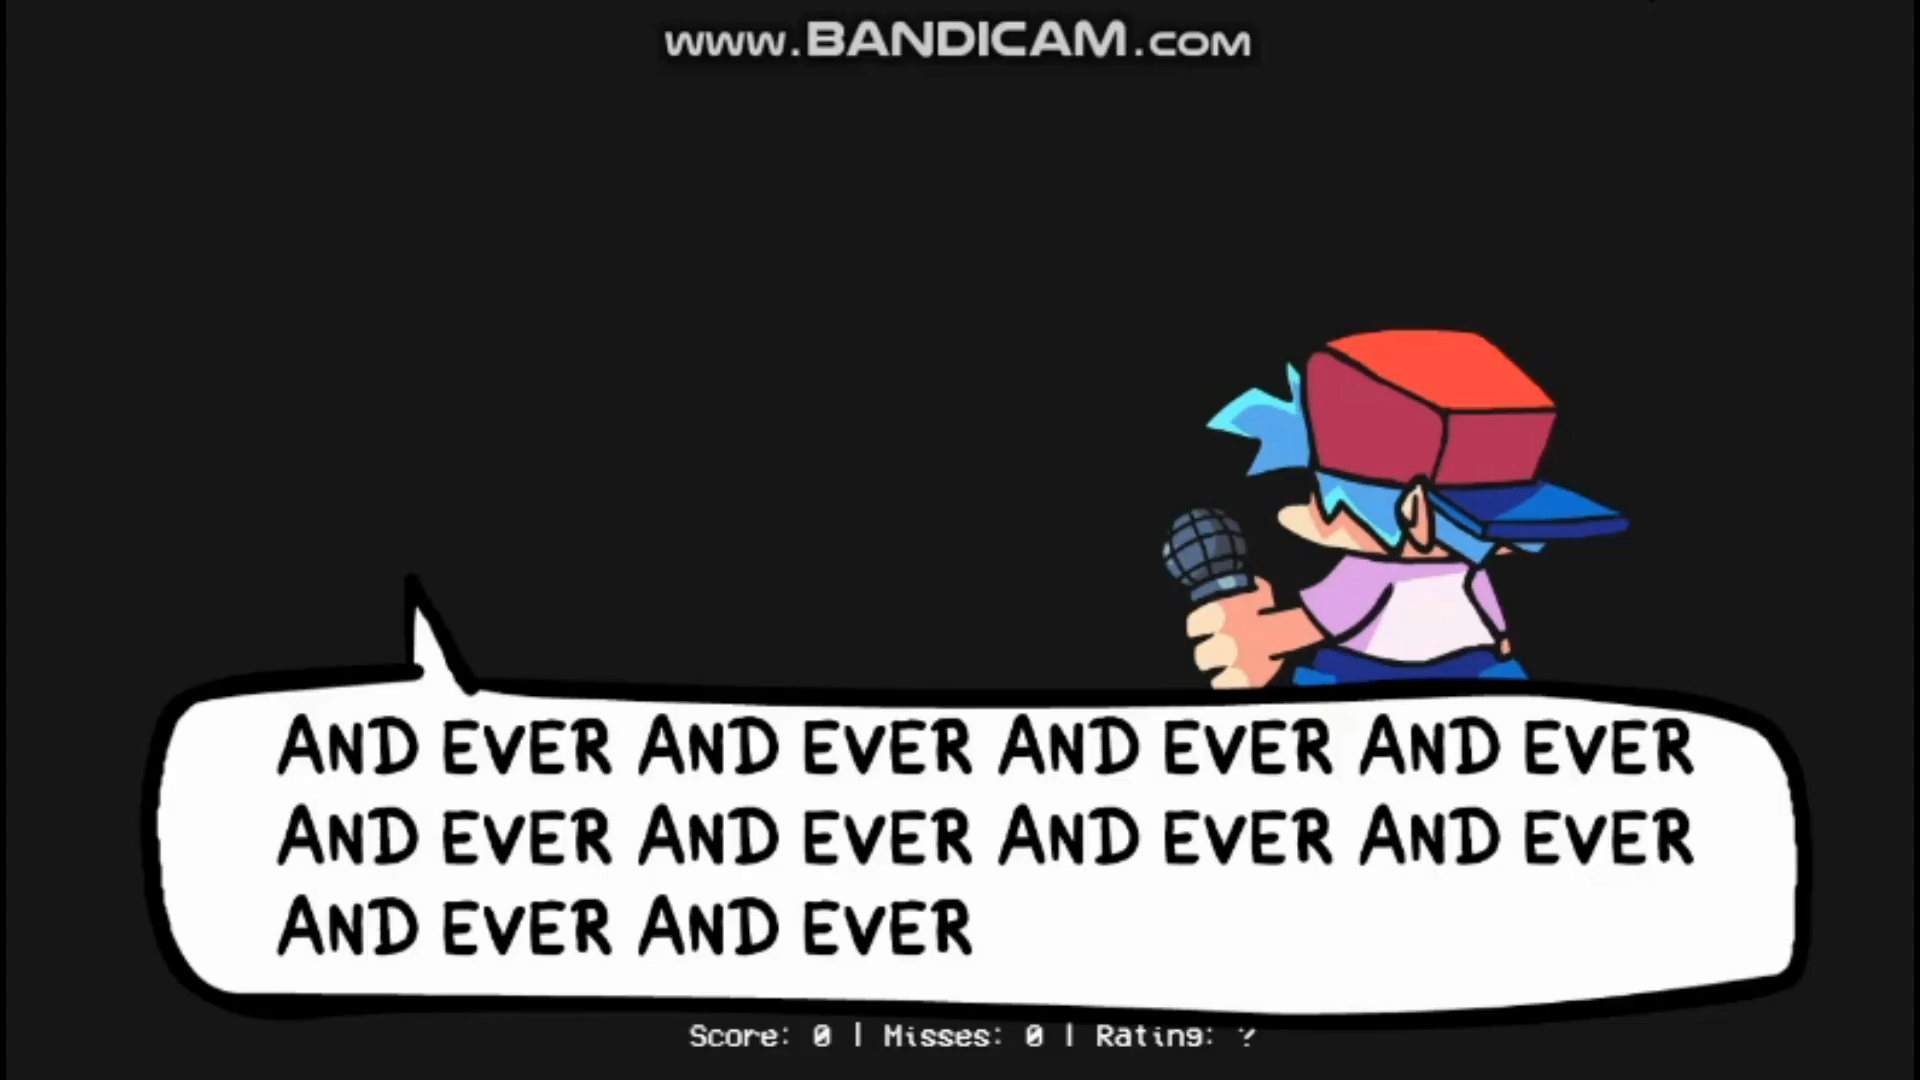 www.BANDICAM.com
AND EVER AND EVER AND EVER AND EVER
AND EVER AND EVER AND EVER AND EVER
AND EVER AND EVER
Score: 0 | Misses: 0 | Rating: ?